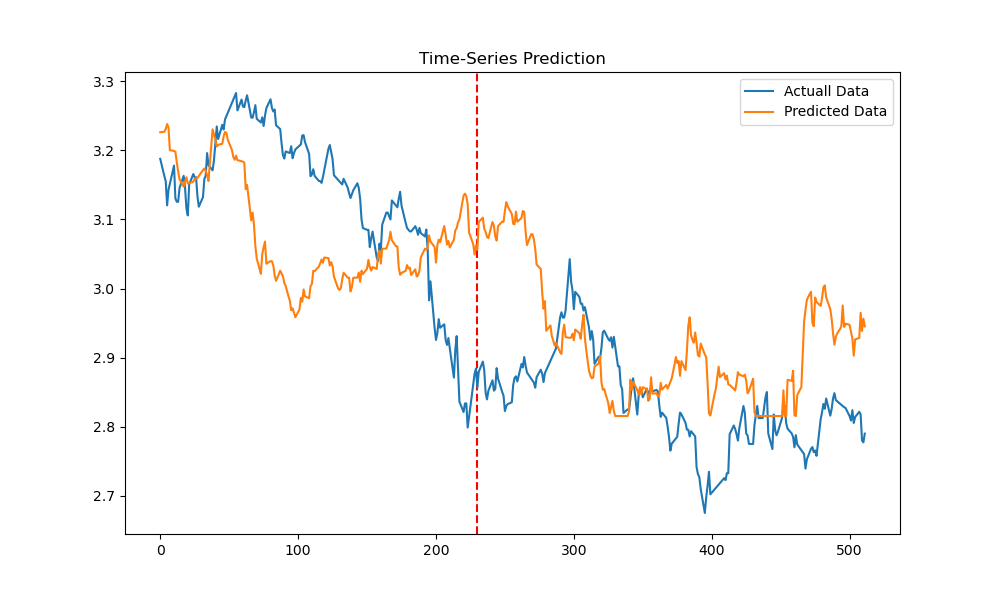 Time-Series Prediction
Actuall Data
Predicted Data
3.3
3.2
3.1
3.0
2.9
2.8
2.7
0 100 200 300 400 500